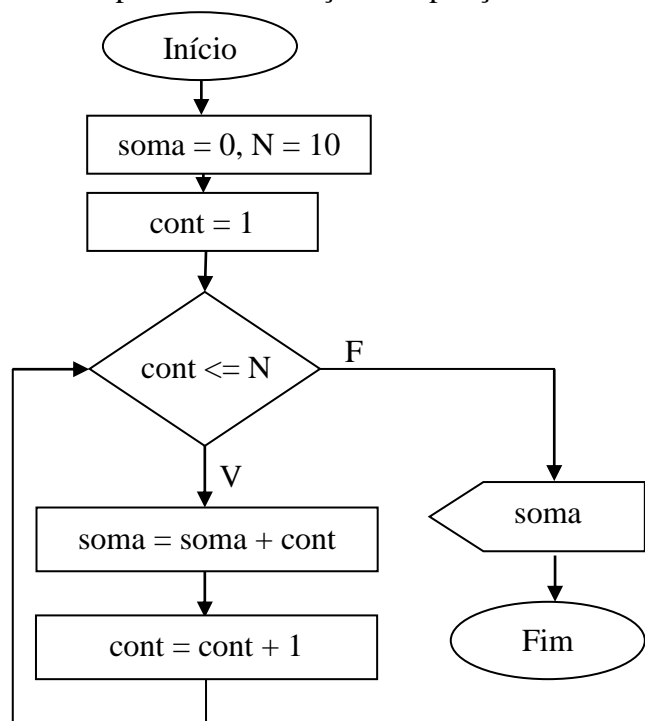 Início
soma = 0, N = 10
cont = 1
cont <= N
F
V
soma = soma + cont
soma
cont = cont + 1
Fim